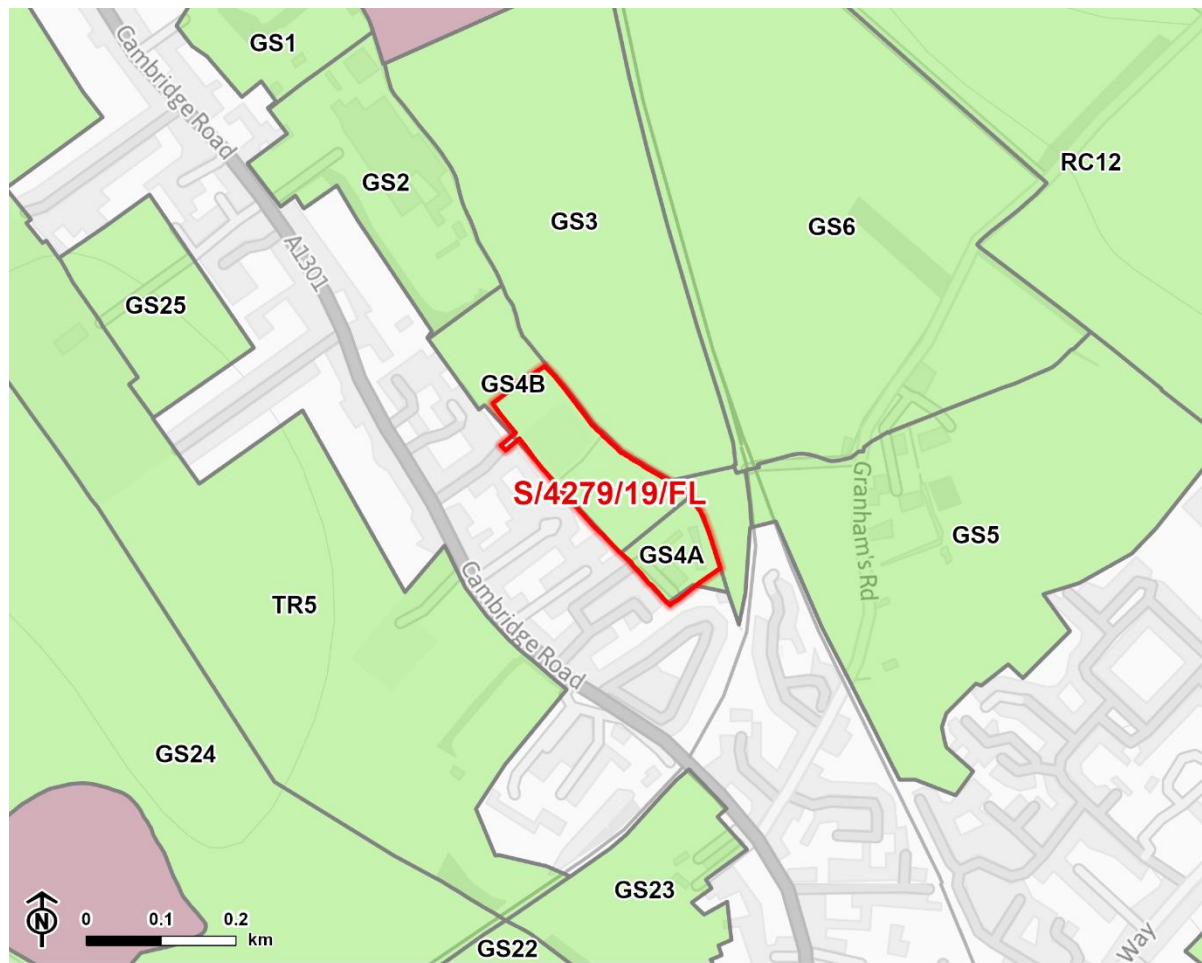 GS1
Cambridge Road
GS2
RC12
GS3
GS6
A1301
GS25
GS4B
S/4279/19/FL
Granham's Rd
GS5
GS4A
TR5
Cambridge Road
GS24
GS23
N
0 0.1 0.2
km
GS22
Way